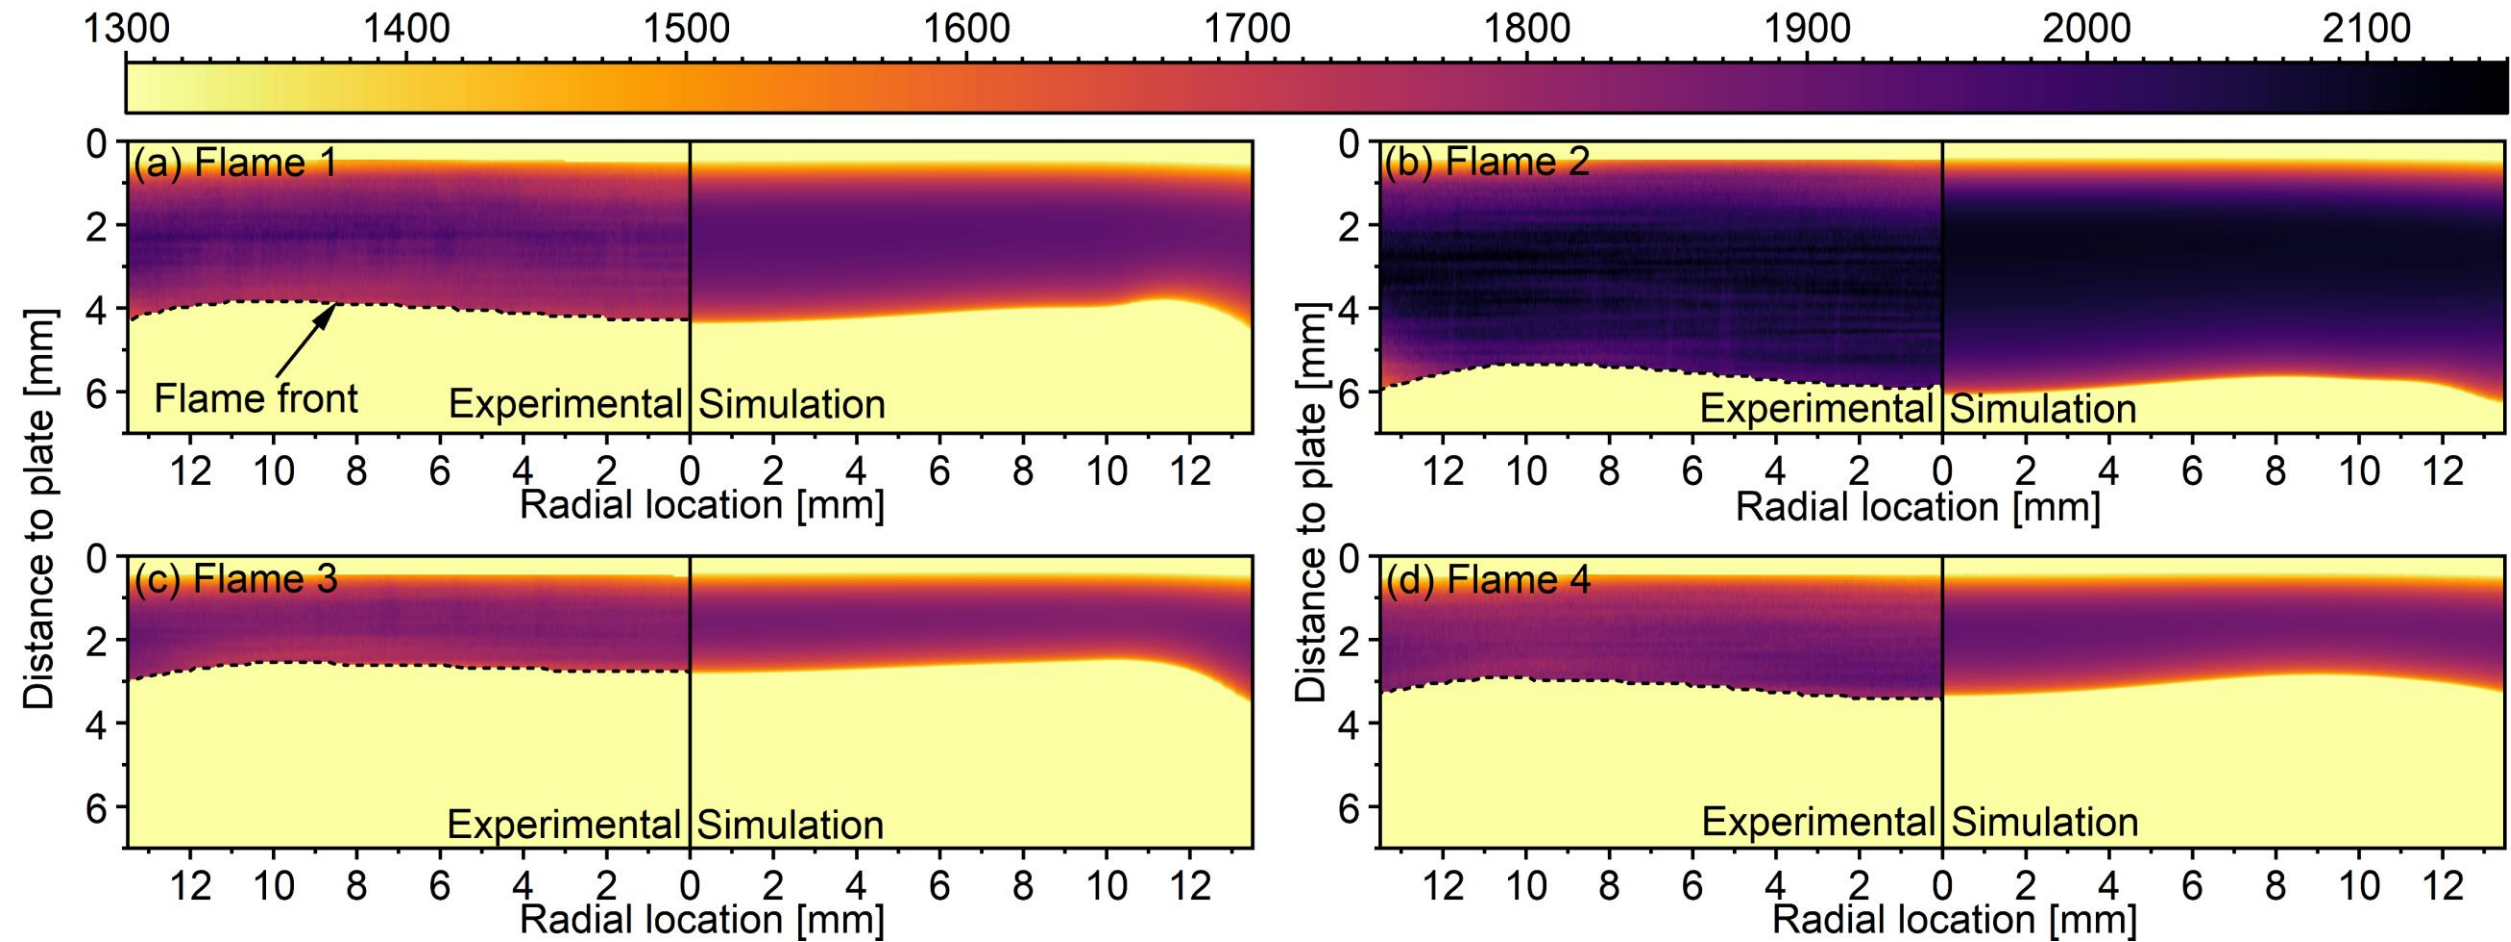 1300 1400 1500 1600 1700 1800 1900 2000 2100
(a) Flame 1
0
2
4
6
Flame front
Experimental Simulation
12 10 8 6 4 2 0 2 4 6 8 10 12
Radial location [mm]
Distance to plate [mm]
(b) Flame 2
0
2
4
6
Experimental Simulation
12 10 8 6 4 2 0 2 4 6 8 10 12
Radial location [mm]
Distance to plate [mm]
(c) Flame 3
0
2
4
6
Experimental Simulation
12 10 8 6 4 2 0 2 4 6 8 10 12
Radial location [mm]
(d) Flame 4
0
2
4
6
Experimental Simulation
12 10 8 6 4 2 0 2 4 6 8 10 12
Radial location [mm]